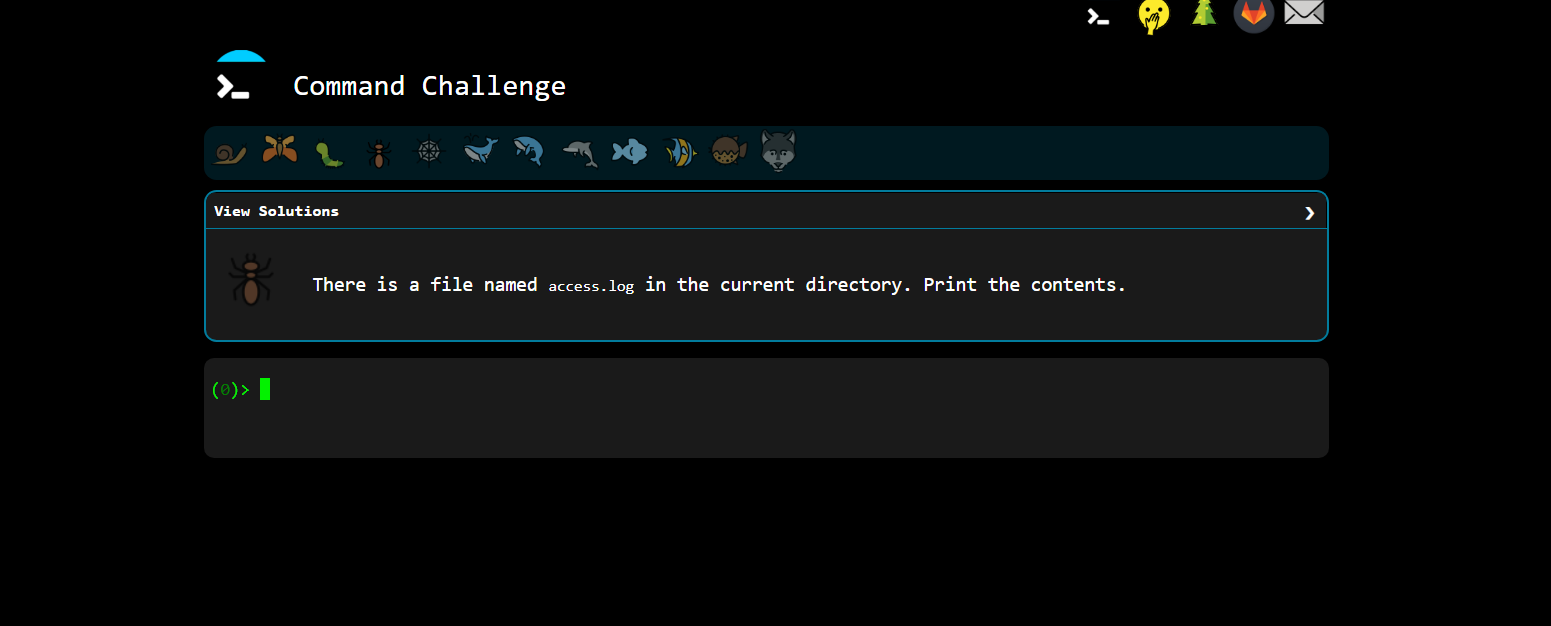 Command Challenge
View Solutions
There is a file named access.log in the current directory. Print the contents.
(0)>